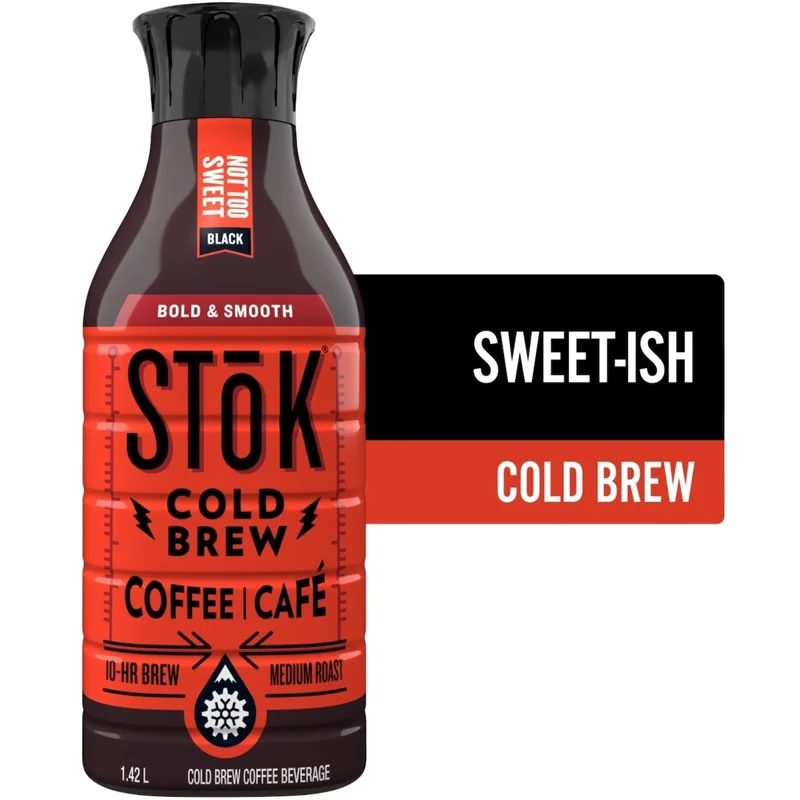 NOT TOO
SWEET
BLACK
BOLD & SMOOTH
STōK®
COLD
BREW
COFFEE | CAFÉ
10-HR BREW
MEDIUM ROAST
1.42 L
COLD BREW COFFEE BEVERAGE
SWEET-ISH
COLD BREW